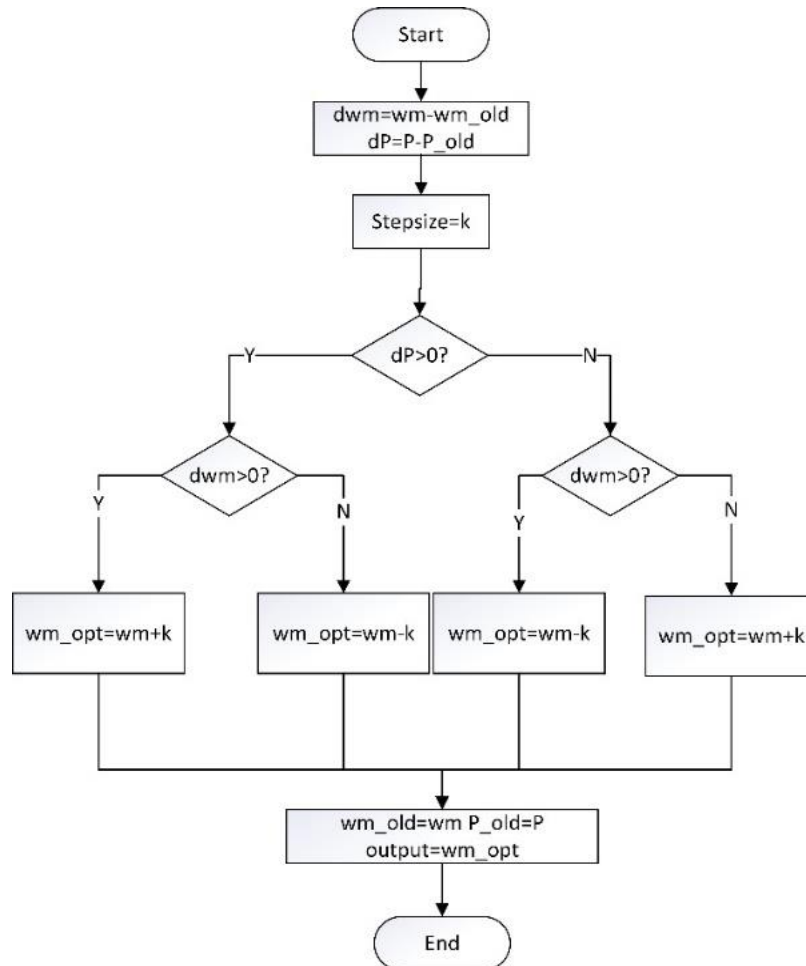 Start
dwm=wm-wm_old
dP=P-P_old
Stepsize=k
dP>0?
Y
N
dwm>0?
dwm>0?
Y
N
Y
N
wm_opt=wm+k
wm_opt=wm-k
wm_opt=wm-k
wm_opt=wm+k
wm_old=wm P_old=P
output=wm_opt
End